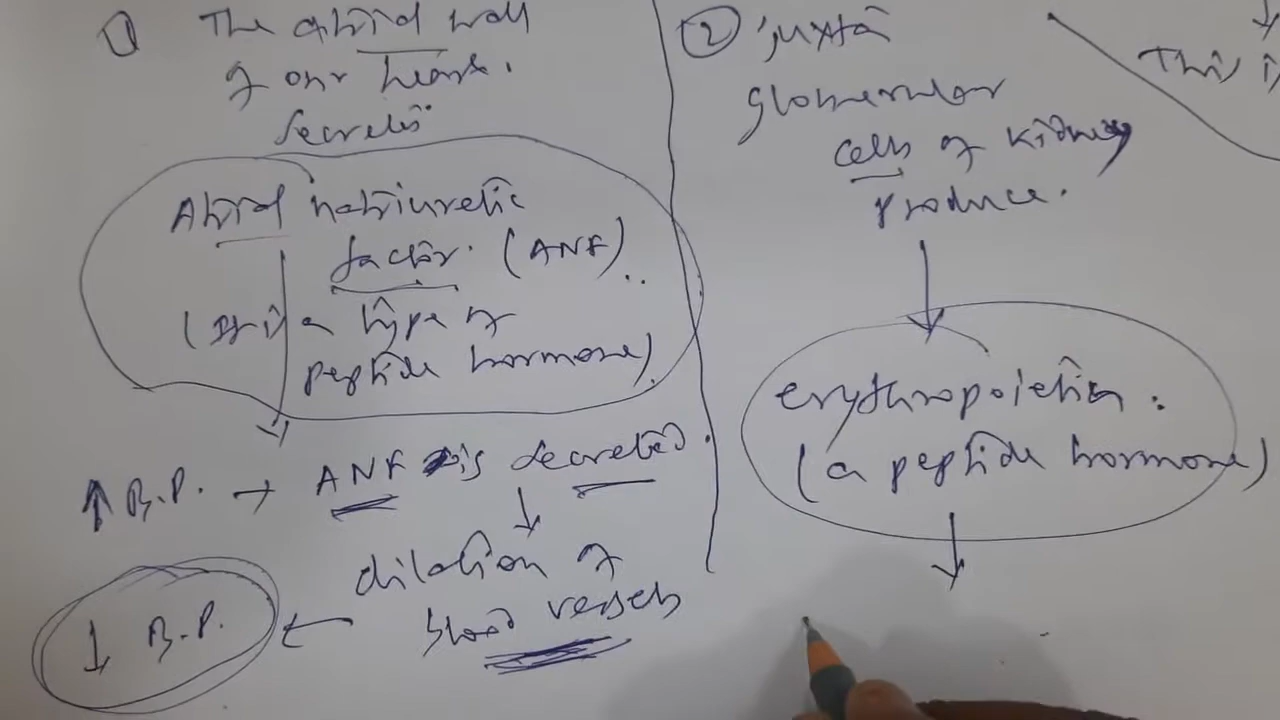 ① The atrial wall
of our heart.
secretes
Atrial natriuretic
factor. (ANF)..
(It is a type of
peptide hormone).
↑ B.P. → ANF is secreted.
dilation of
blood vessels
↓ B.P. ←
② juxta
glomerular
cells of kidney
produce.
erythropoietin.
(a peptide hormone)
This